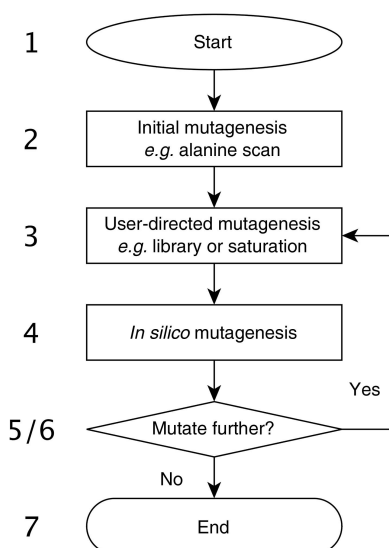 1
Start
2
Initial mutagenesis
e.g. alanine scan
3
User-directed mutagenesis
e.g. library or saturation
4
In silico mutagenesis
Yes
5/6
Mutate further?
No
7
End